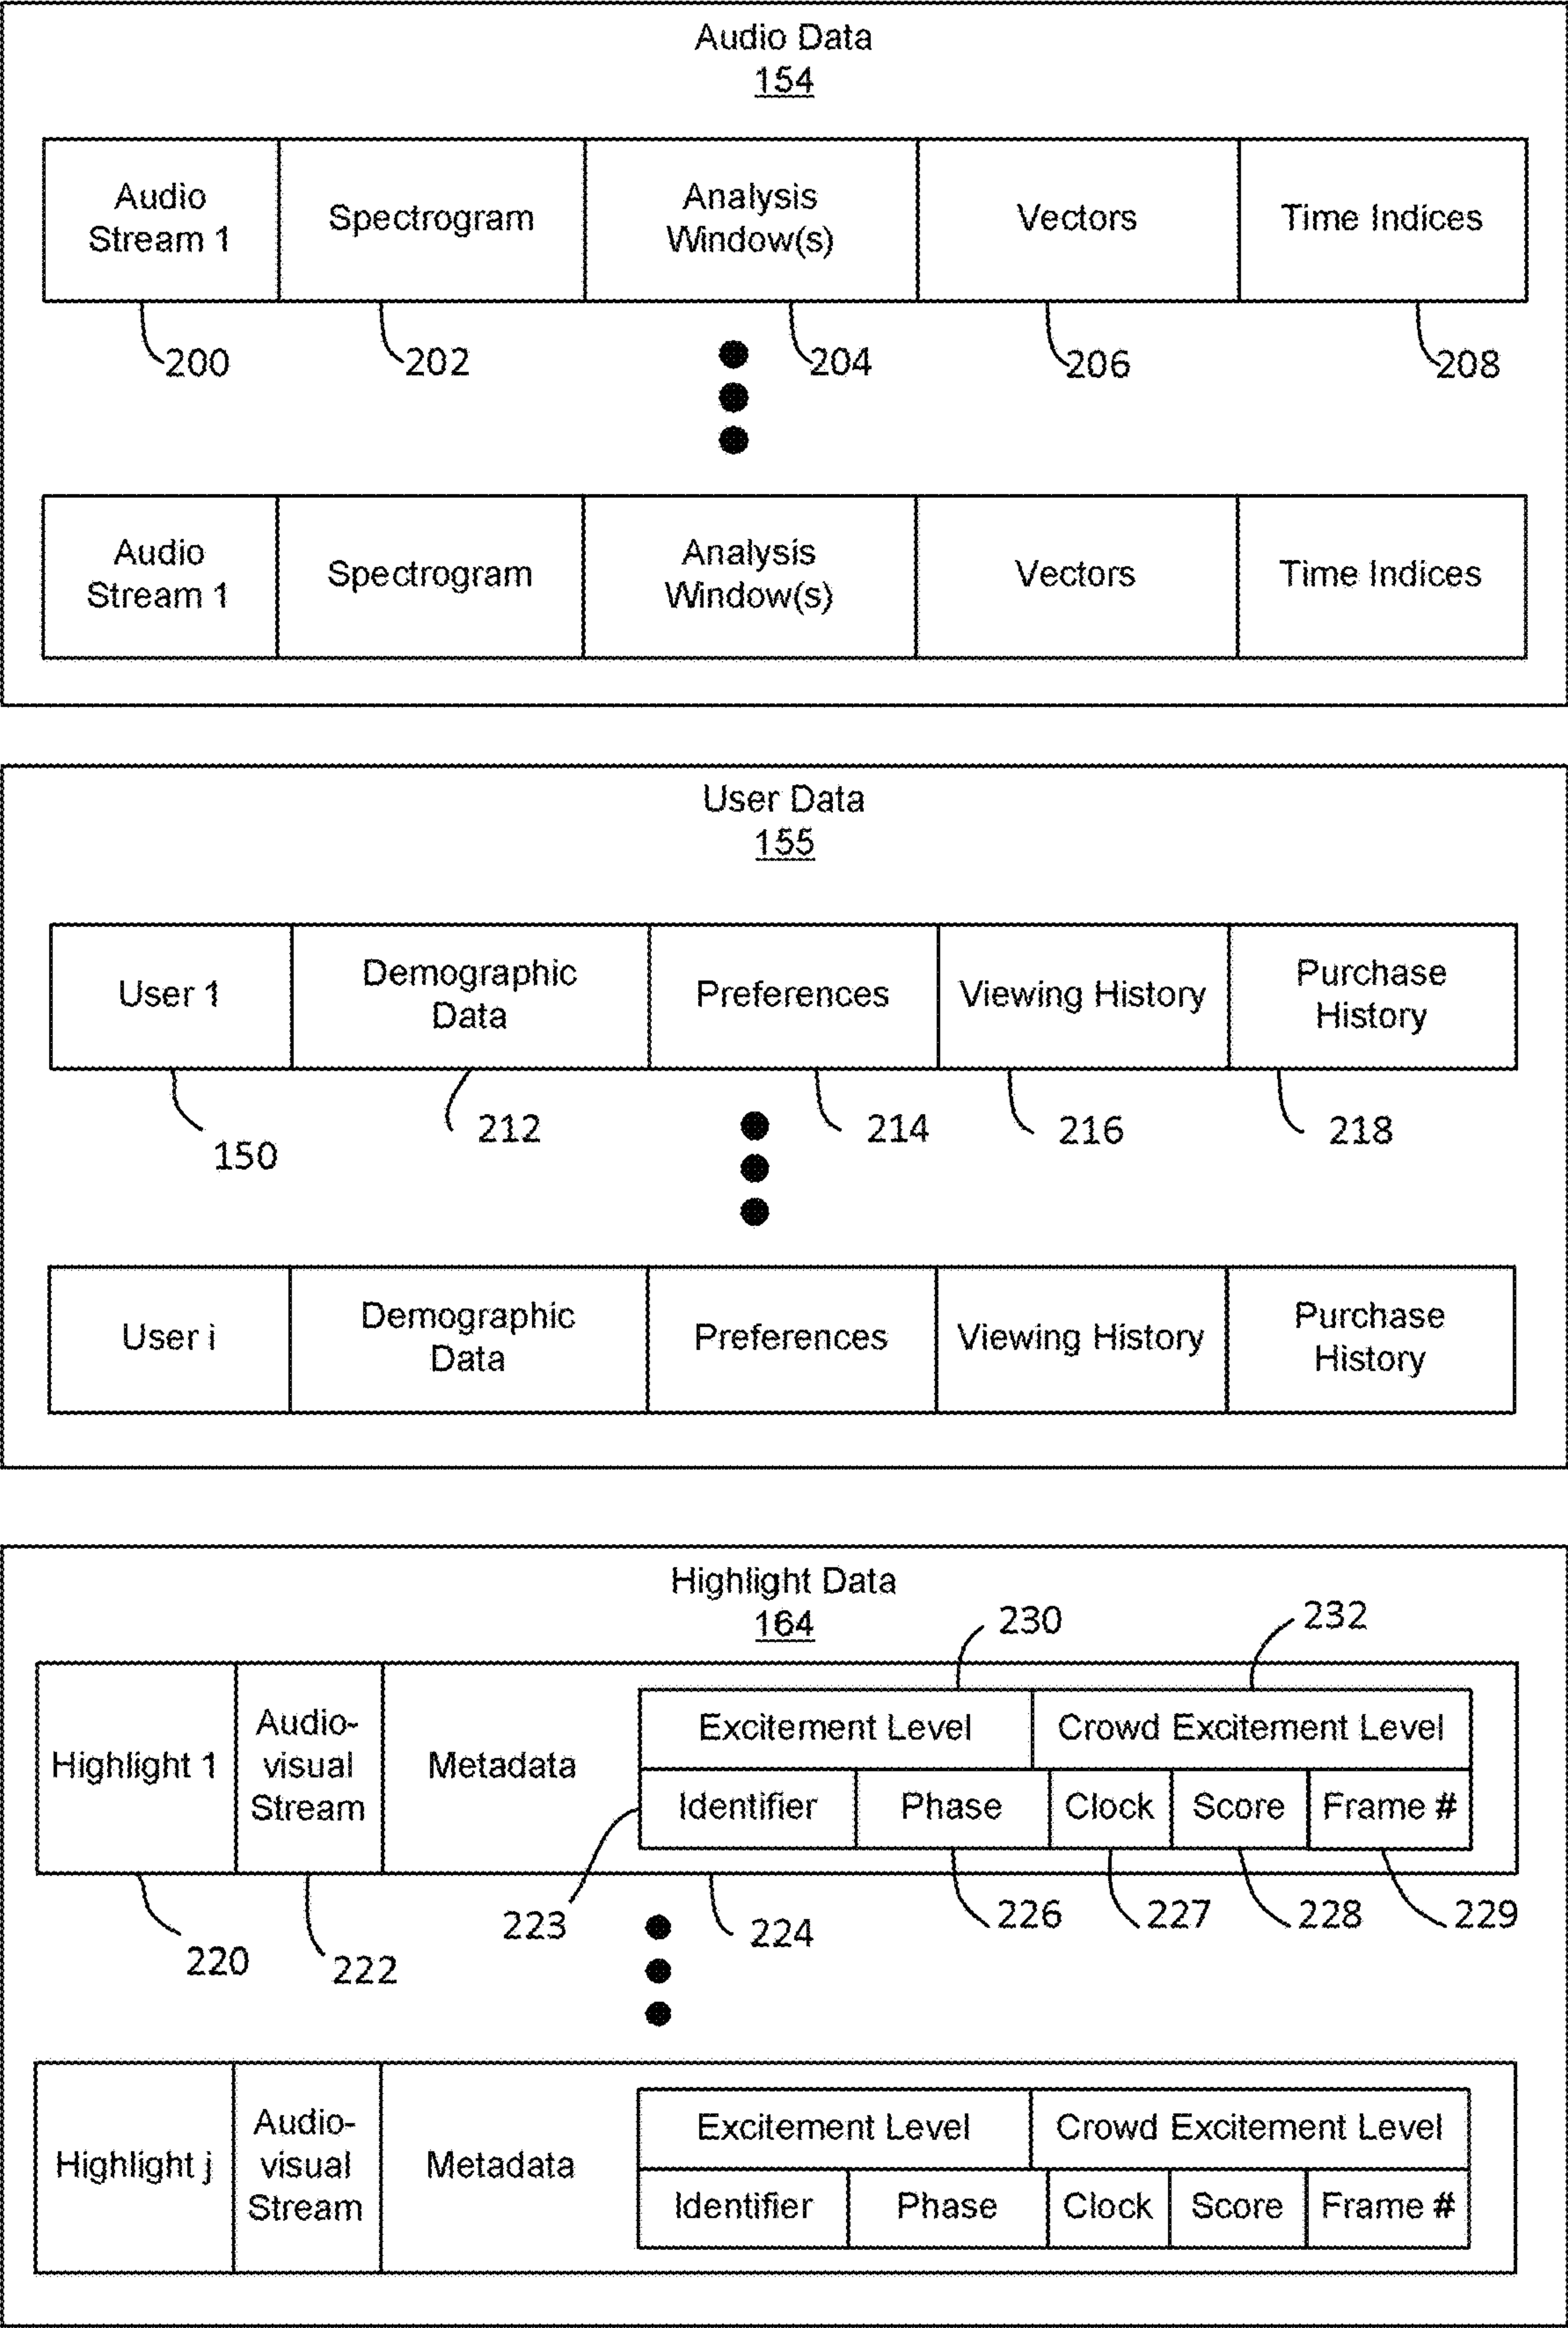 Audio Data
154
Audio
Stream 1
Spectrogram
Analysis
Window(s)
Vectors
Time Indices
200
202
204
206
208
Audio
Stream 1
Spectrogram
Analysis
Window(s)
Vectors
Time Indices
User Data
155
User 1
Demographic
Data
Preferences
Viewing History
Purchase
History
150
212
214
216
218
User i
Demographic
Data
Preferences
Viewing History
Purchase
History
Highlight Data
164
230
232
Highlight 1
Audio-
visual
Stream
Metadata
Excitement Level
Crowd Excitement Level
Identifier
Phase
Clock
Score
Frame #
220
222
223
224
226
227
228
229
Highlight j
Audio-
visual
Stream
Metadata
Excitement Level
Crowd Excitement Level
Identifier
Phase
Clock
Score
Frame #